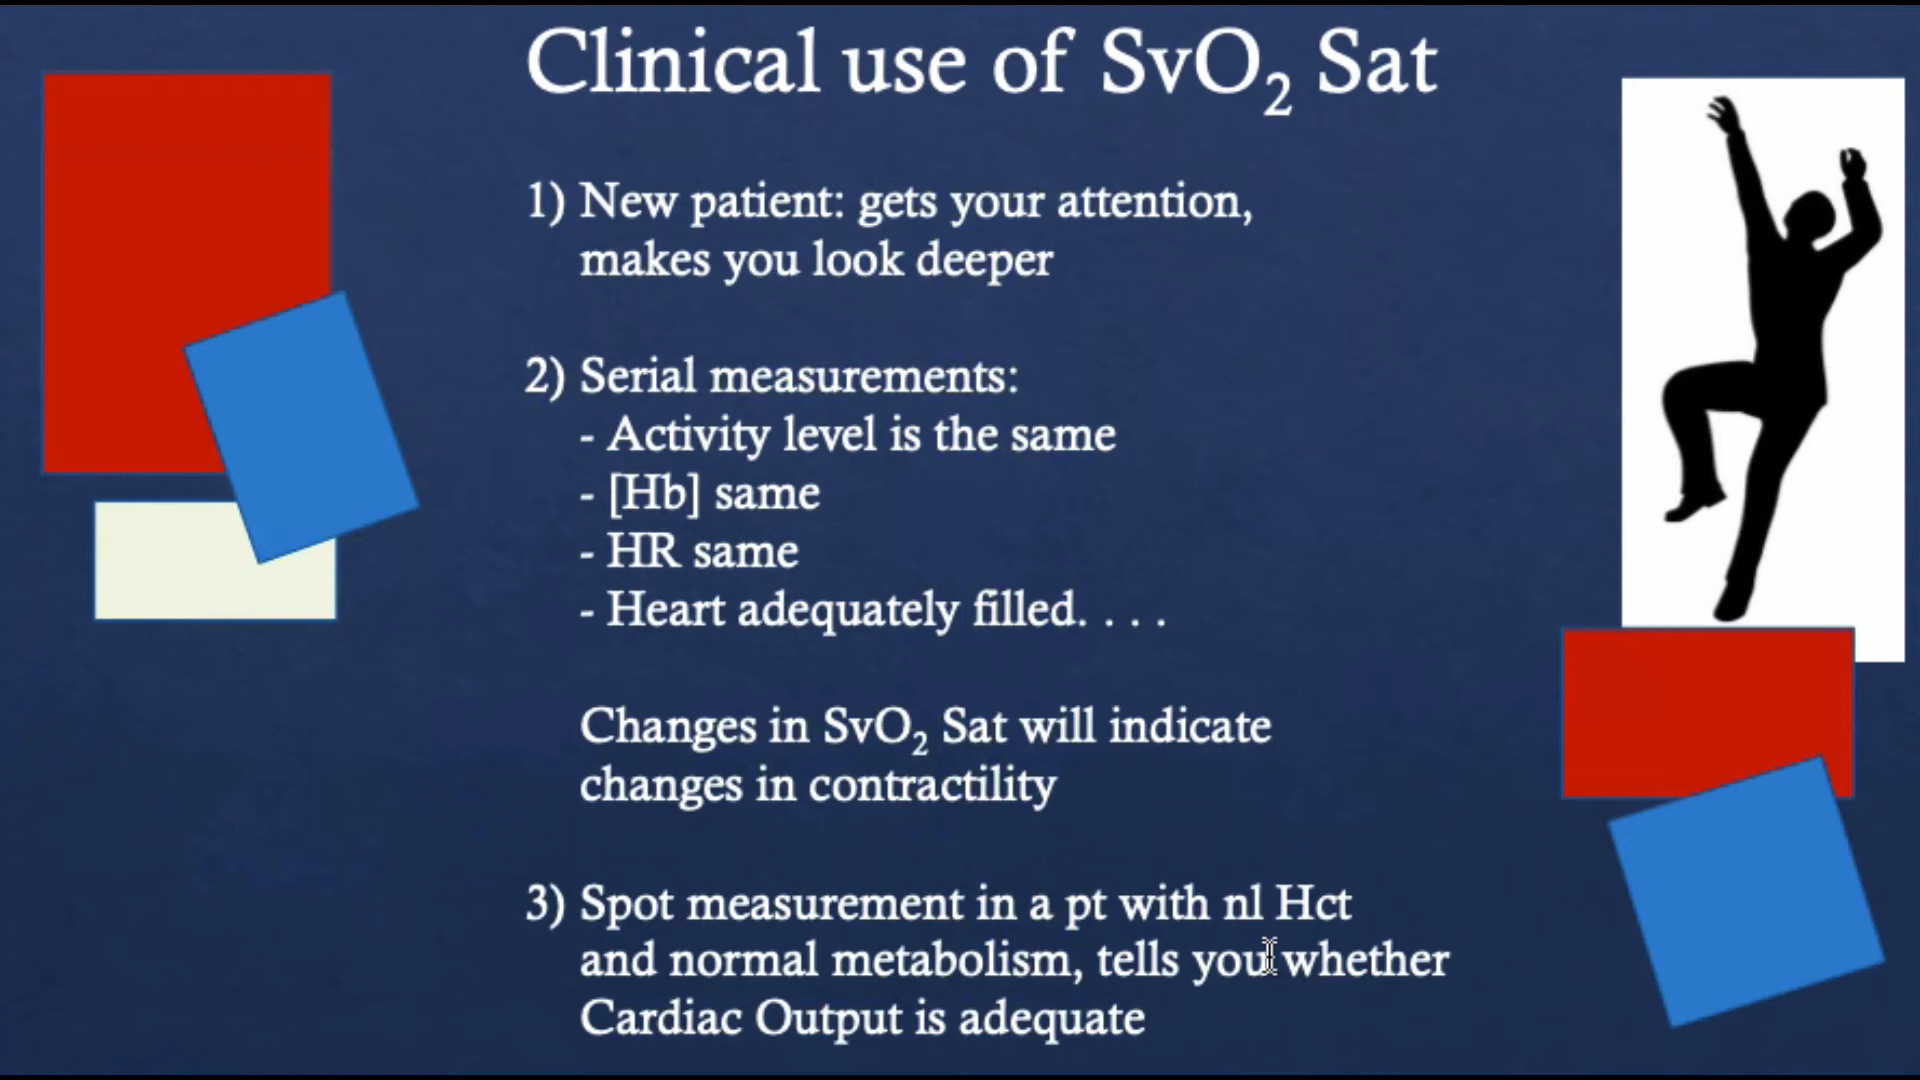 Clinical use of SvO₂ Sat
1) New patient: gets your attention,
makes you look deeper
2) Serial measurements:
- Activity level is the same
- [Hb] same
- HR same
- Heart adequately filled. . . .
Changes in SvO₂ Sat will indicate
changes in contractility
3) Spot measurement in a pt with nl Hct
and normal metabolism, tells you whether
Cardiac Output is adequate